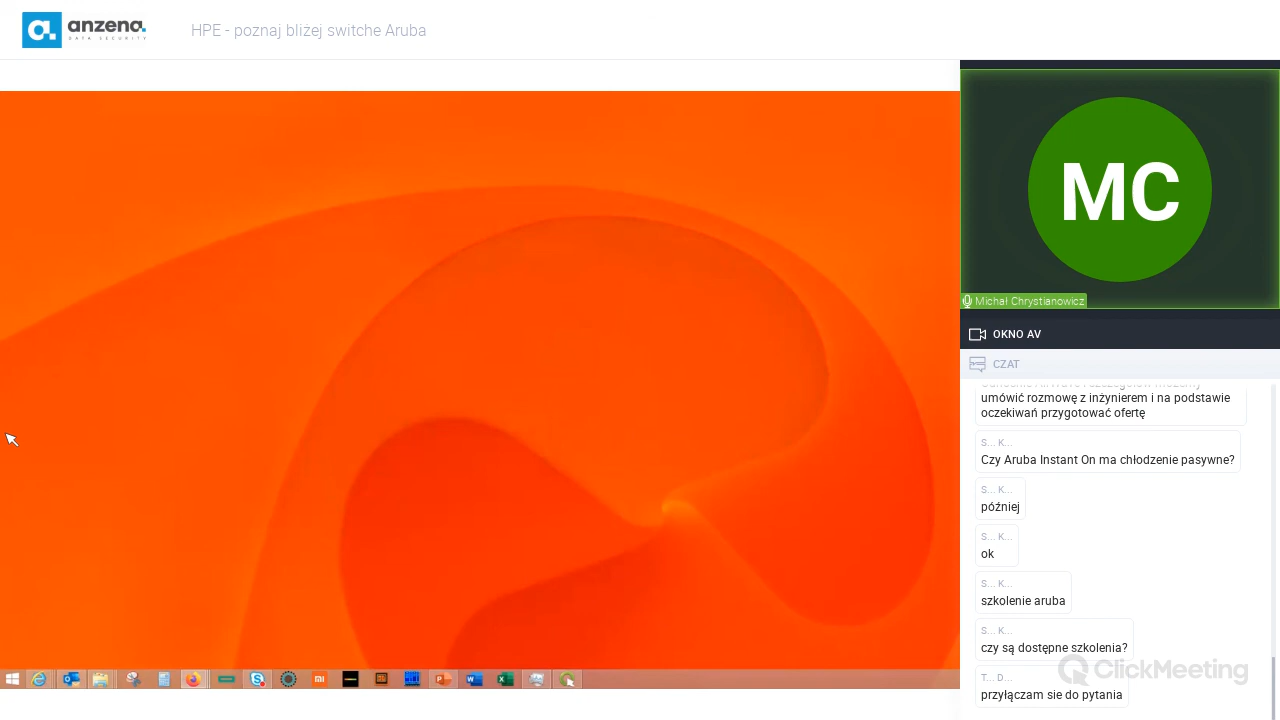 anzena.
DATA SECURITY
HPE - poznaj bliżej switche Aruba
MC
Michał Chrystianowicz
OKNO AV
CZAT
umówić rozmowę z inżynierem i na podstawie
oczekiwań przygotować ofertę
S... K...
Czy Aruba Instant On ma chłodzenie pasywne?
S... K...
później
S... K...
ok
S... K...
szkolenie aruba
S... K...
czy są dostępne szkolenia?
T... D...
przyłączam sie do pytania
ClickMeeting